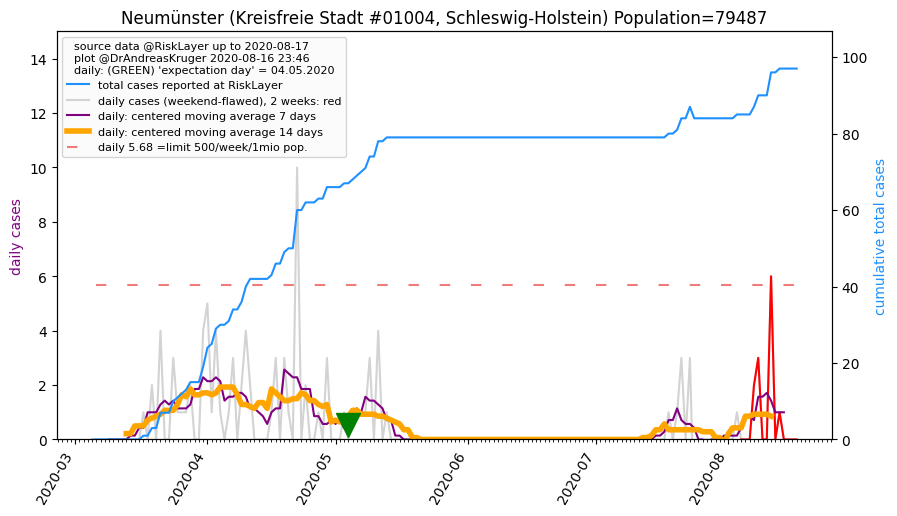 Neumünster (Kreisfreie Stadt #01004, Schleswig-Holstein) Population=79487
source data @RiskLayer up to 2020-08-17
plot @DrAndreasKruger 2020-08-16 23:46
daily: (GREEN) 'expectation day' = 04.05.2020
total cases reported at RiskLayer
daily cases (weekend-flawed), 2 weeks: red
daily: centered moving average 7 days
daily: centered moving average 14 days
daily 5.68 =limit 500/week/1mio pop.
daily cases
14
12
10
8
6
4
2
0
cumulative total cases
100
80
60
40
20
0
2020-03
2020-04
2020-05
2020-06
2020-07
2020-08